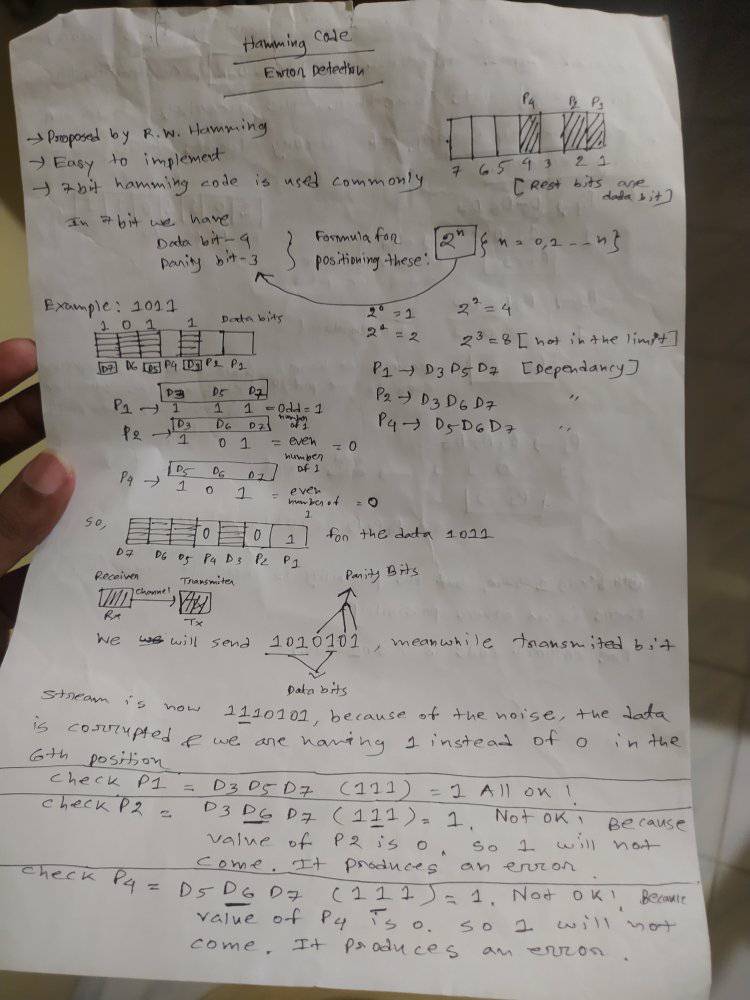 Hamming Code
Error Detection
P4 P2 P1
7 6 5 4 3 2 1
[Rest bits are data bit]
→ Proposed by R.W. Hamming
→ Easy to implement
→ 7bit hamming code is used commonly
In 7bit we have
Data bit-4
Parity bit-3
Formula for
positioning these:
2ⁿ {n = 0,2 --- n}
Example: 1011
1 0 1 1 Data bits
D7 D6 D5 P4 D3 P2 P1
2⁰ = 1 2² = 4
2³ = 8 [not in the limit]
P1 → D3 D5 D7 [Dependancy]
P2 → D3 D6 D7 "
P4 → D5 D6 D7 "
D3 D5 D7
P1 → 1 1 1 = Odd number of 1 = 1
D3 D6 D7
P2 → 1 0 1 = even number of 1 = 0
D5 D6 D7
P4 → 1 0 1 = even number of 1 = 0
so, 0 0 1 for the data 1011
D7 D6 D5 P4 D3 P2 P1
Receiver Channel Transmiter
Rx Tx
Parity Bits
We will send 1010101, meanwhile transmited bit
Data bits
stream is now 1110101, because of the noise, the data
is corrupted & we are having 1 instead of 0 in the
6th position
check P1 = D3 D5 D7 (111) = 1 All ok!
check P2 = D3 D6 D7 (111) = 1. Not ok! Because
value of P2 is 0. so 1 will not
come. It produces an error.
check P4 = D5 D6 D7 (111) = 1. Not ok! Because
value of P4 is 0. so 1 will not
come. It produces an error.